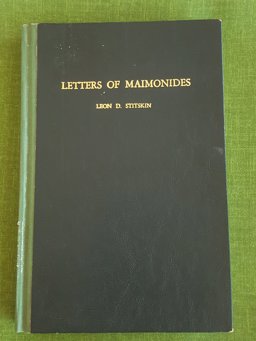 LETTERS OF MAIMONIDES
LEON D. STITSKIN